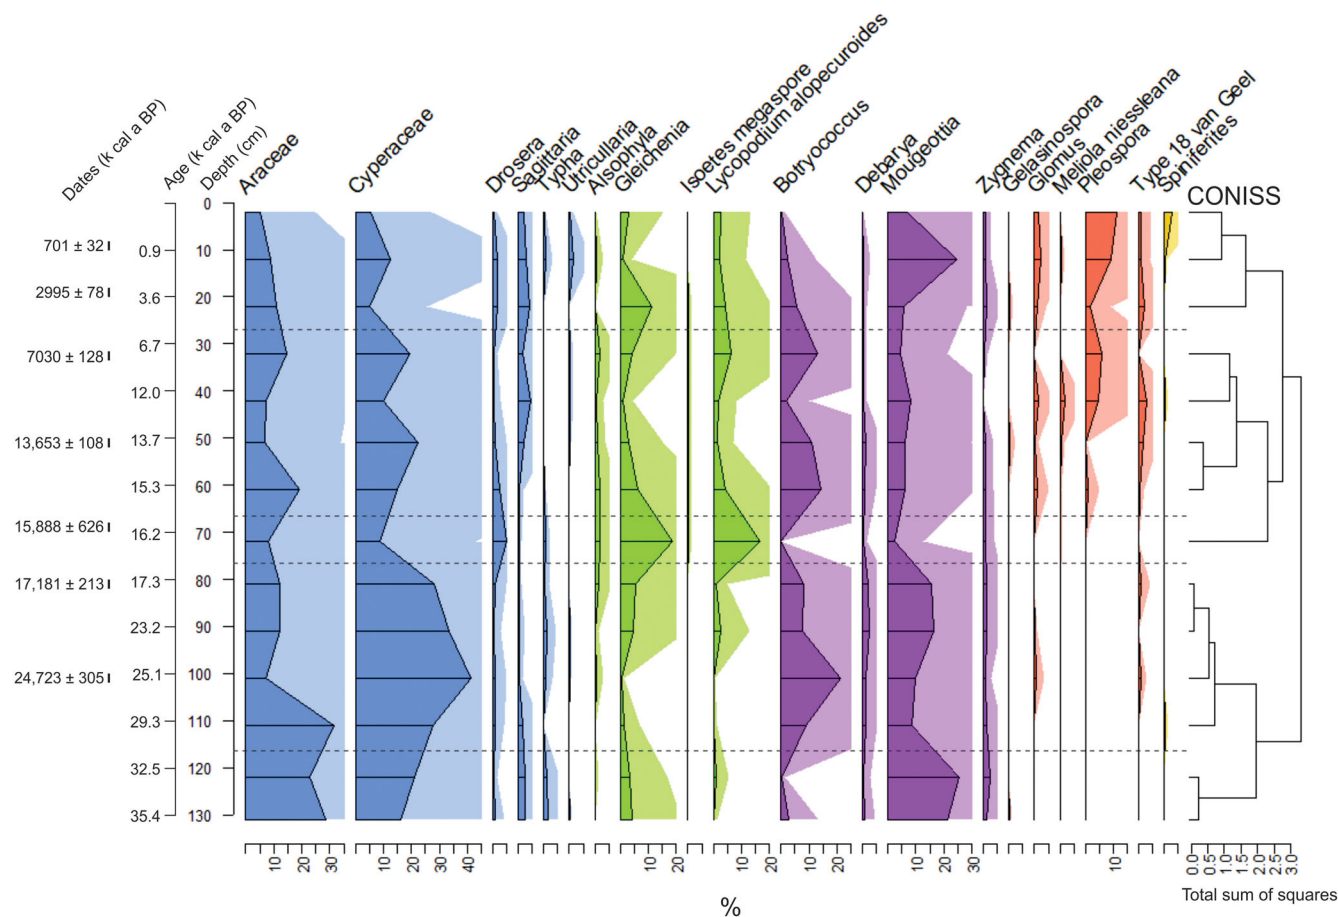 Dates (k cal a BP)
Age (k cal a BP)
Depth (cm)
Araceae
Cyperaceae
Drosera
Sagittaria
Typha
Utricullaria
Alsophyla
Gleichenia
Isoetes megaspore
Lycopodium alopecuroides
Botryococcus
Debarya
Mougeottia
Zygnema
Gelasinospora
Glomus
Meliola niessleana
Pleospora
Type 18 van Geel
Spiniferites
CONISS
0
701 ± 32 0.9 10
2995 ± 78 3.6 20
6.7 30
7030 ± 128
12.0 40
13,653 ± 108 13.7 50
15.3 60
15,888 ± 626 16.2 70
17,181 ± 213 17.3 80
23.2 90
24,723 ± 305 25.1 100
29.3 110
32.5 120
35.4 130
10 20 30 10 20 30 40 10 20 10 20 10 20 30 10 0.0 0.5 1.0 1.5 2.0 2.5 3.0
Total sum of squares
%